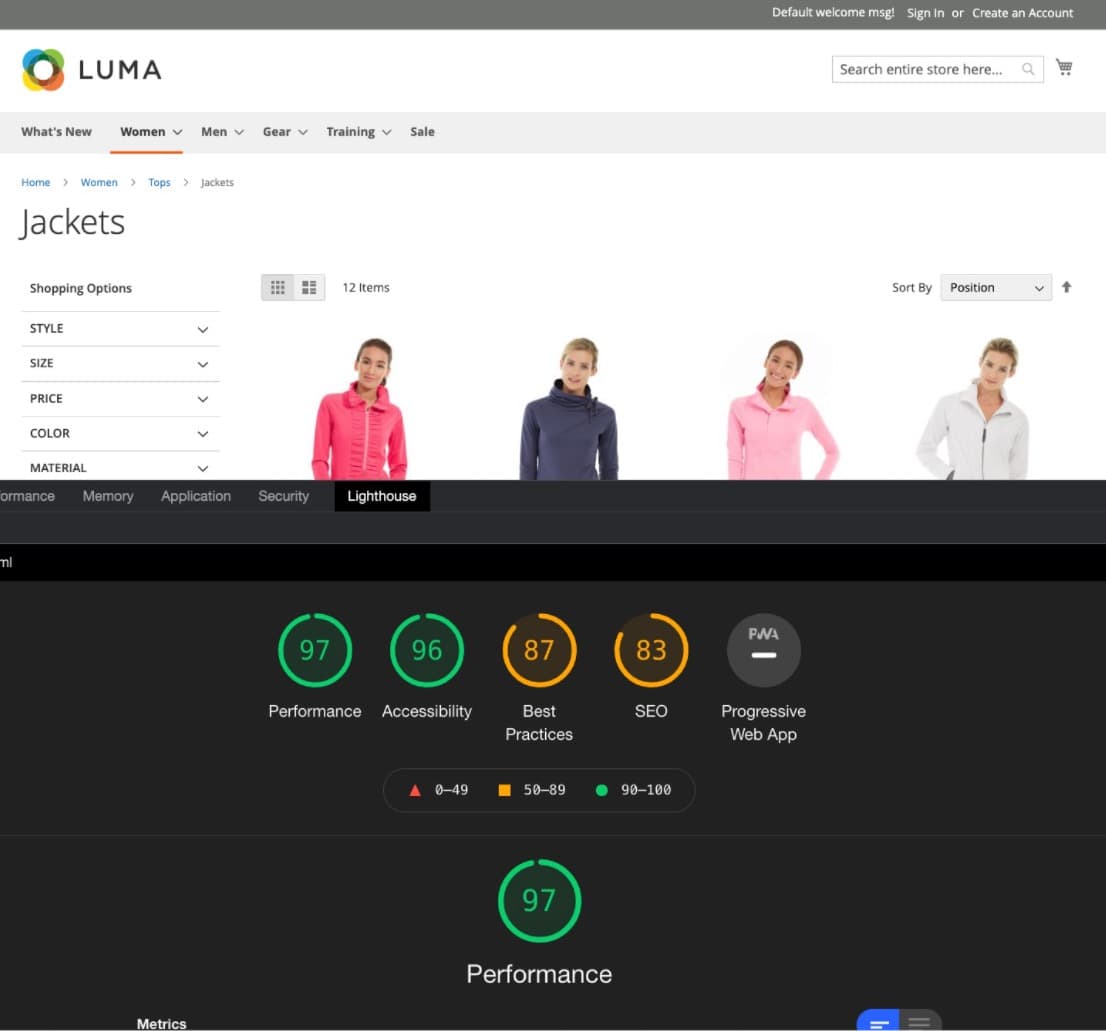 Default welcome msg! Sign In or Create an Account
LUMA
Search entire store here...
What's New Women Men Gear Training Sale
Home > Women > Tops > Jackets
Jackets
Shopping Options
12 Items
Sort By Position
STYLE
SIZE
PRICE
COLOR
MATERIAL
ormance Memory Application Security Lighthouse
ml
97 96 87 83 PWA
Performance Accessibility Best Practices SEO Progressive Web App
0–49 50–89 90–100
97
Performance
Metrics